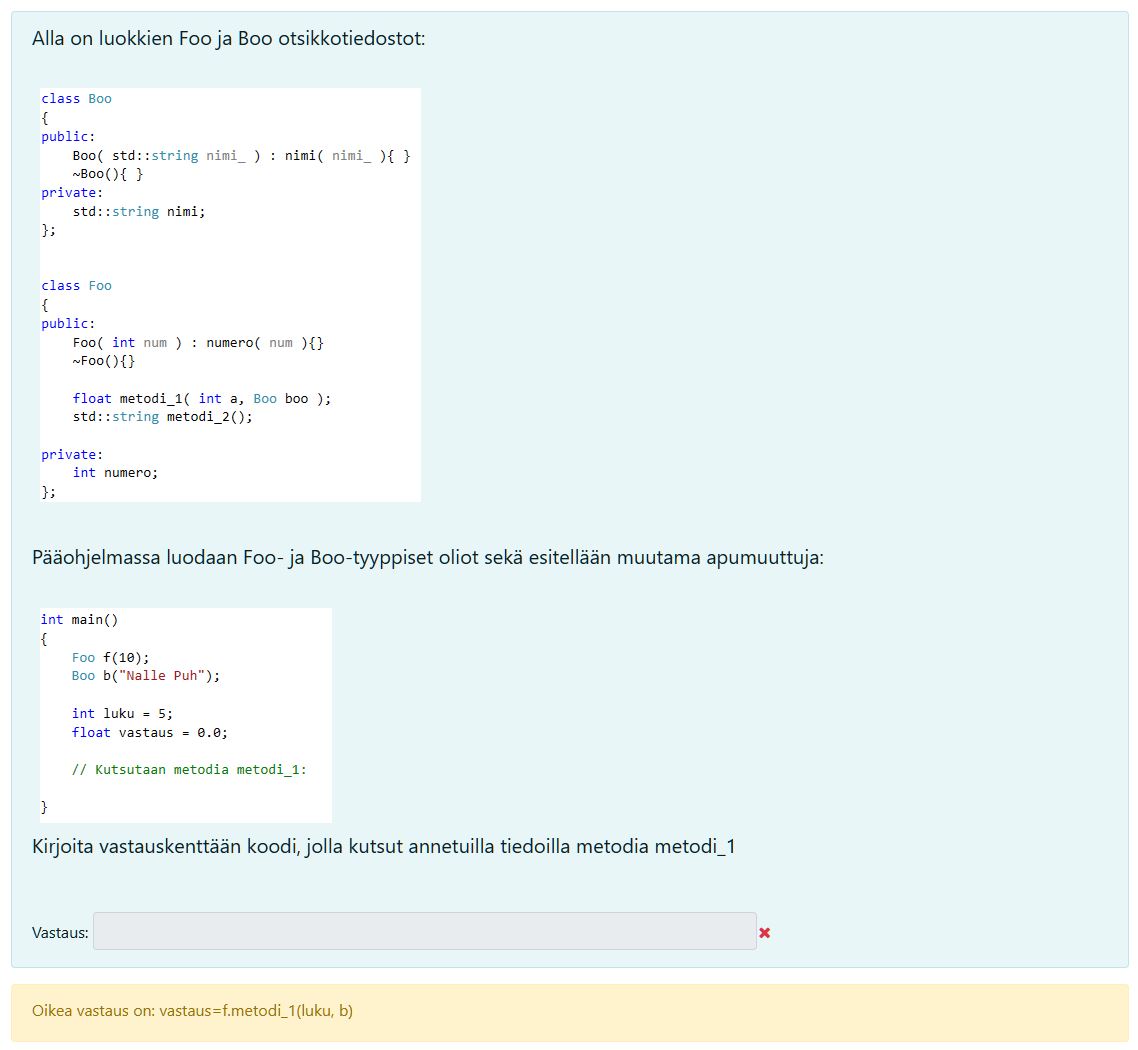 Alla on luokkien Foo ja Boo otsikkotiedostot:
class Boo
{
public:
    Boo( std::string nimi_ ) : nimi( nimi_ ){ }
    ~Boo(){ }
private:
    std::string nimi;
};
class Foo
{
public:
    Foo( int num ) : numero( num ){}
    ~Foo(){}
    float metodi_1( int a, Boo boo );
    std::string metodi_2();
private:
    int numero;
};
Pääohjelmassa luodaan Foo- ja Boo-tyyppiset oliot sekä esitellään muutama apumuuttuja:
int main()
{
    Foo f(10);
    Boo b("Nalle Puh");
    int luku = 5;
    float vastaus = 0.0;
    // Kutsutaan metodia metodi_1:
}
Kirjoita vastauskenttään koodi, jolla kutsut annetuilla tiedoilla metodia metodi_1
Vastaus:
Oikea vastaus on: vastaus=f.metodi_1(luku, b)